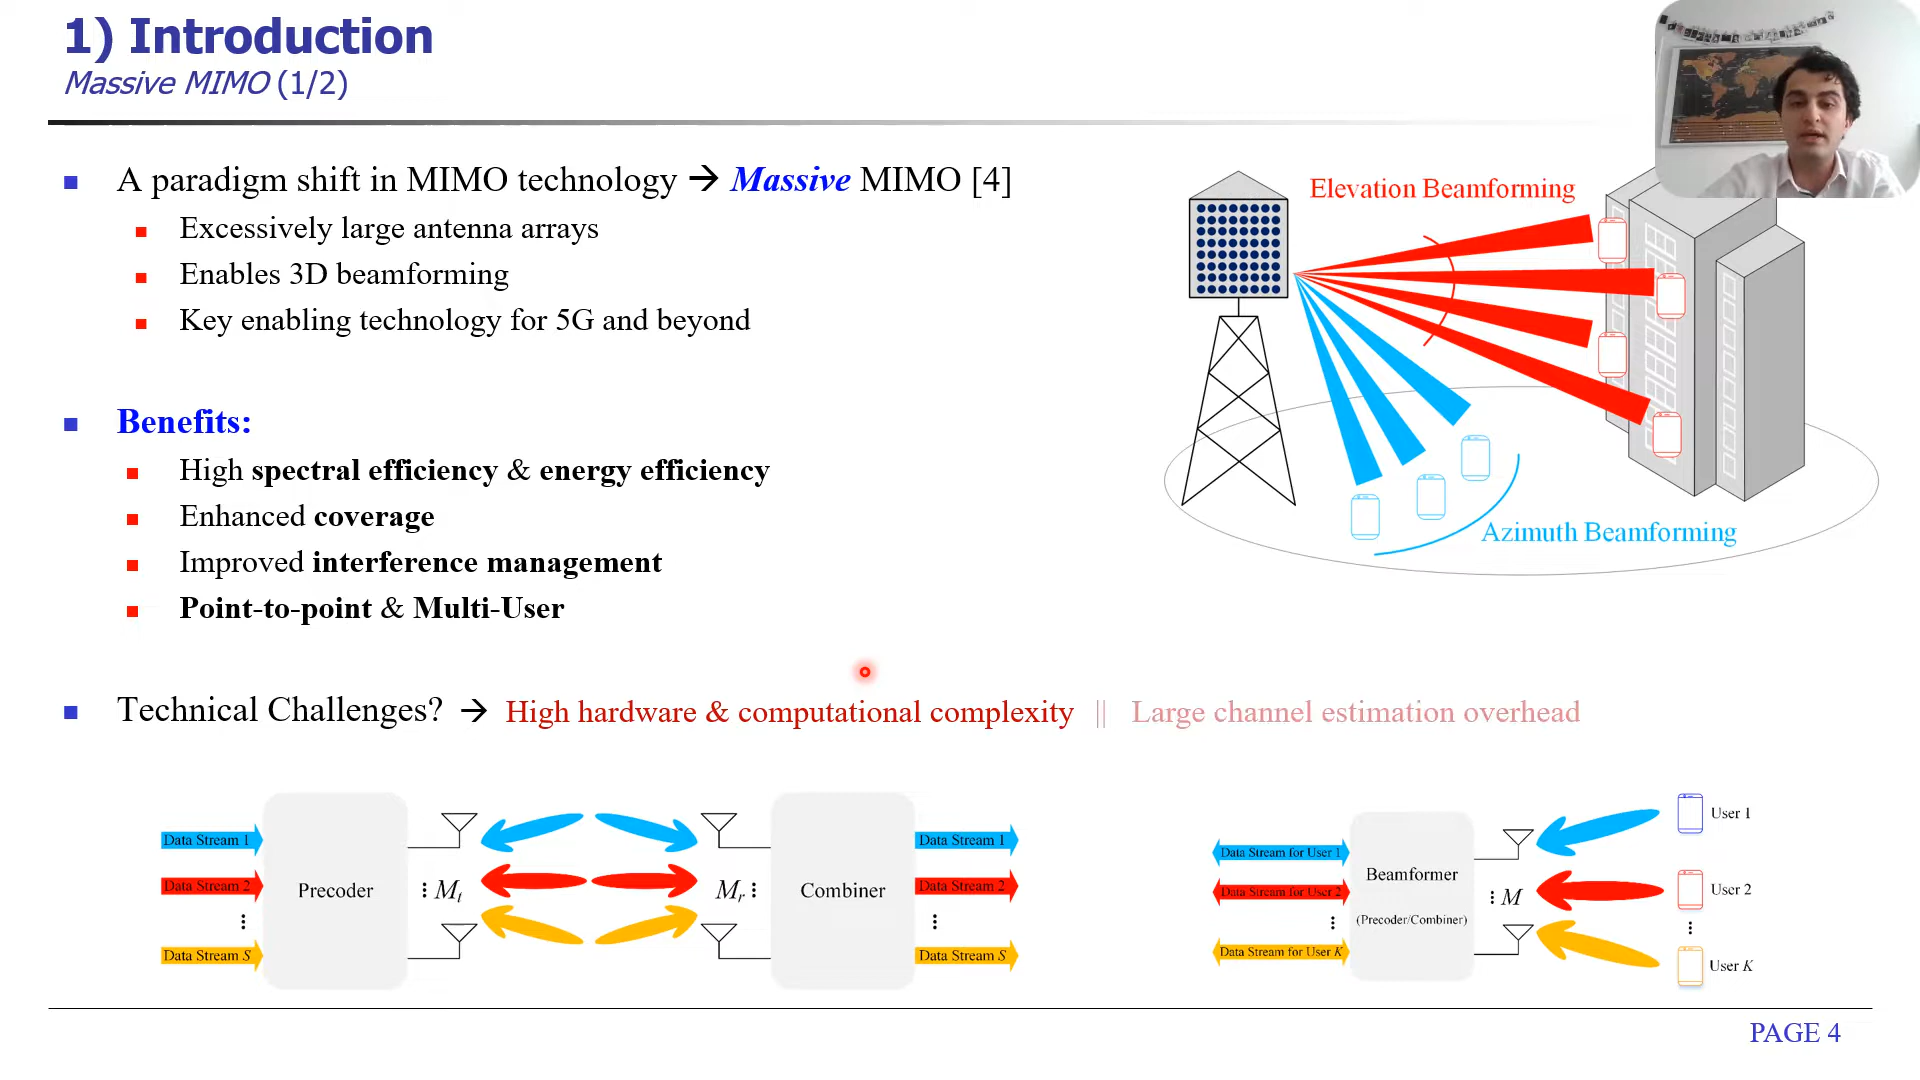 1) Introduction
Massive MIMO (1/2)
A paradigm shift in MIMO technology → Massive MIMO [4]
Excessively large antenna arrays
Enables 3D beamforming
Key enabling technology for 5G and beyond
Benefits:
High spectral efficiency & energy efficiency
Enhanced coverage
Improved interference management
Point-to-point & Multi-User
Elevation Beamforming
Azimuth Beamforming
Technical Challenges? → High hardware & computational complexity || Large channel estimation overhead
Data Stream 1
Data Stream 2
⋮
Data Stream S
Precoder
⋮ Mt
Mr ⋮
Combiner
Data Stream 1
Data Stream 2
⋮
Data Stream S
Data Stream for User 1
Data Stream for User 2
⋮
Data Stream for User K
Beamformer
(Precoder/Combiner)
⋮ M
User 1
User 2
⋮
User K
PAGE 4